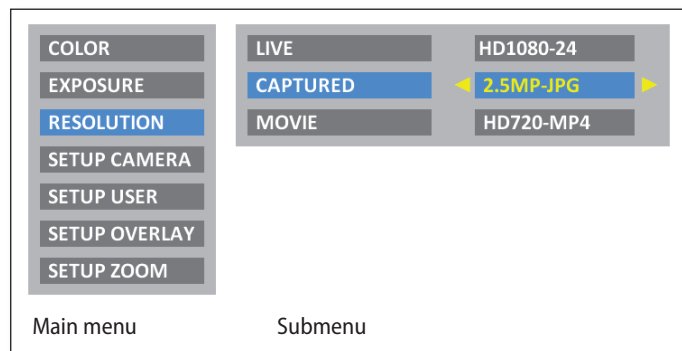 COLOR
EXPOSURE
RESOLUTION
SETUP CAMERA
SETUP USER
SETUP OVERLAY
SETUP ZOOM
LIVE HD1080-24
CAPTURED 2.5MP-JPG
MOVIE HD720-MP4
Main menu Submenu